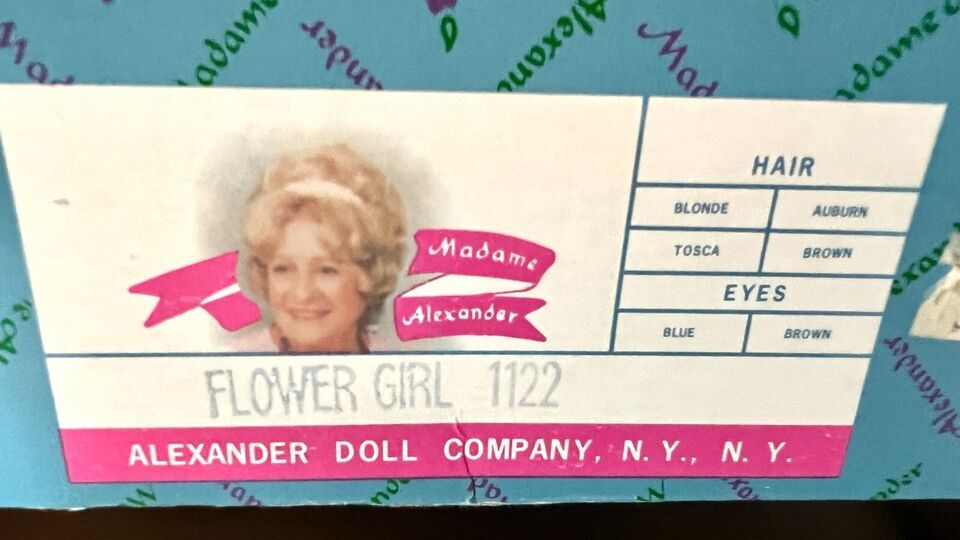 Madame
Alexander
HAIR
BLONDE AUBURN
TOSCA BROWN
EYES
BLUE BROWN
FLOWER GIRL 1122
ALEXANDER DOLL COMPANY, N. Y., N. Y.